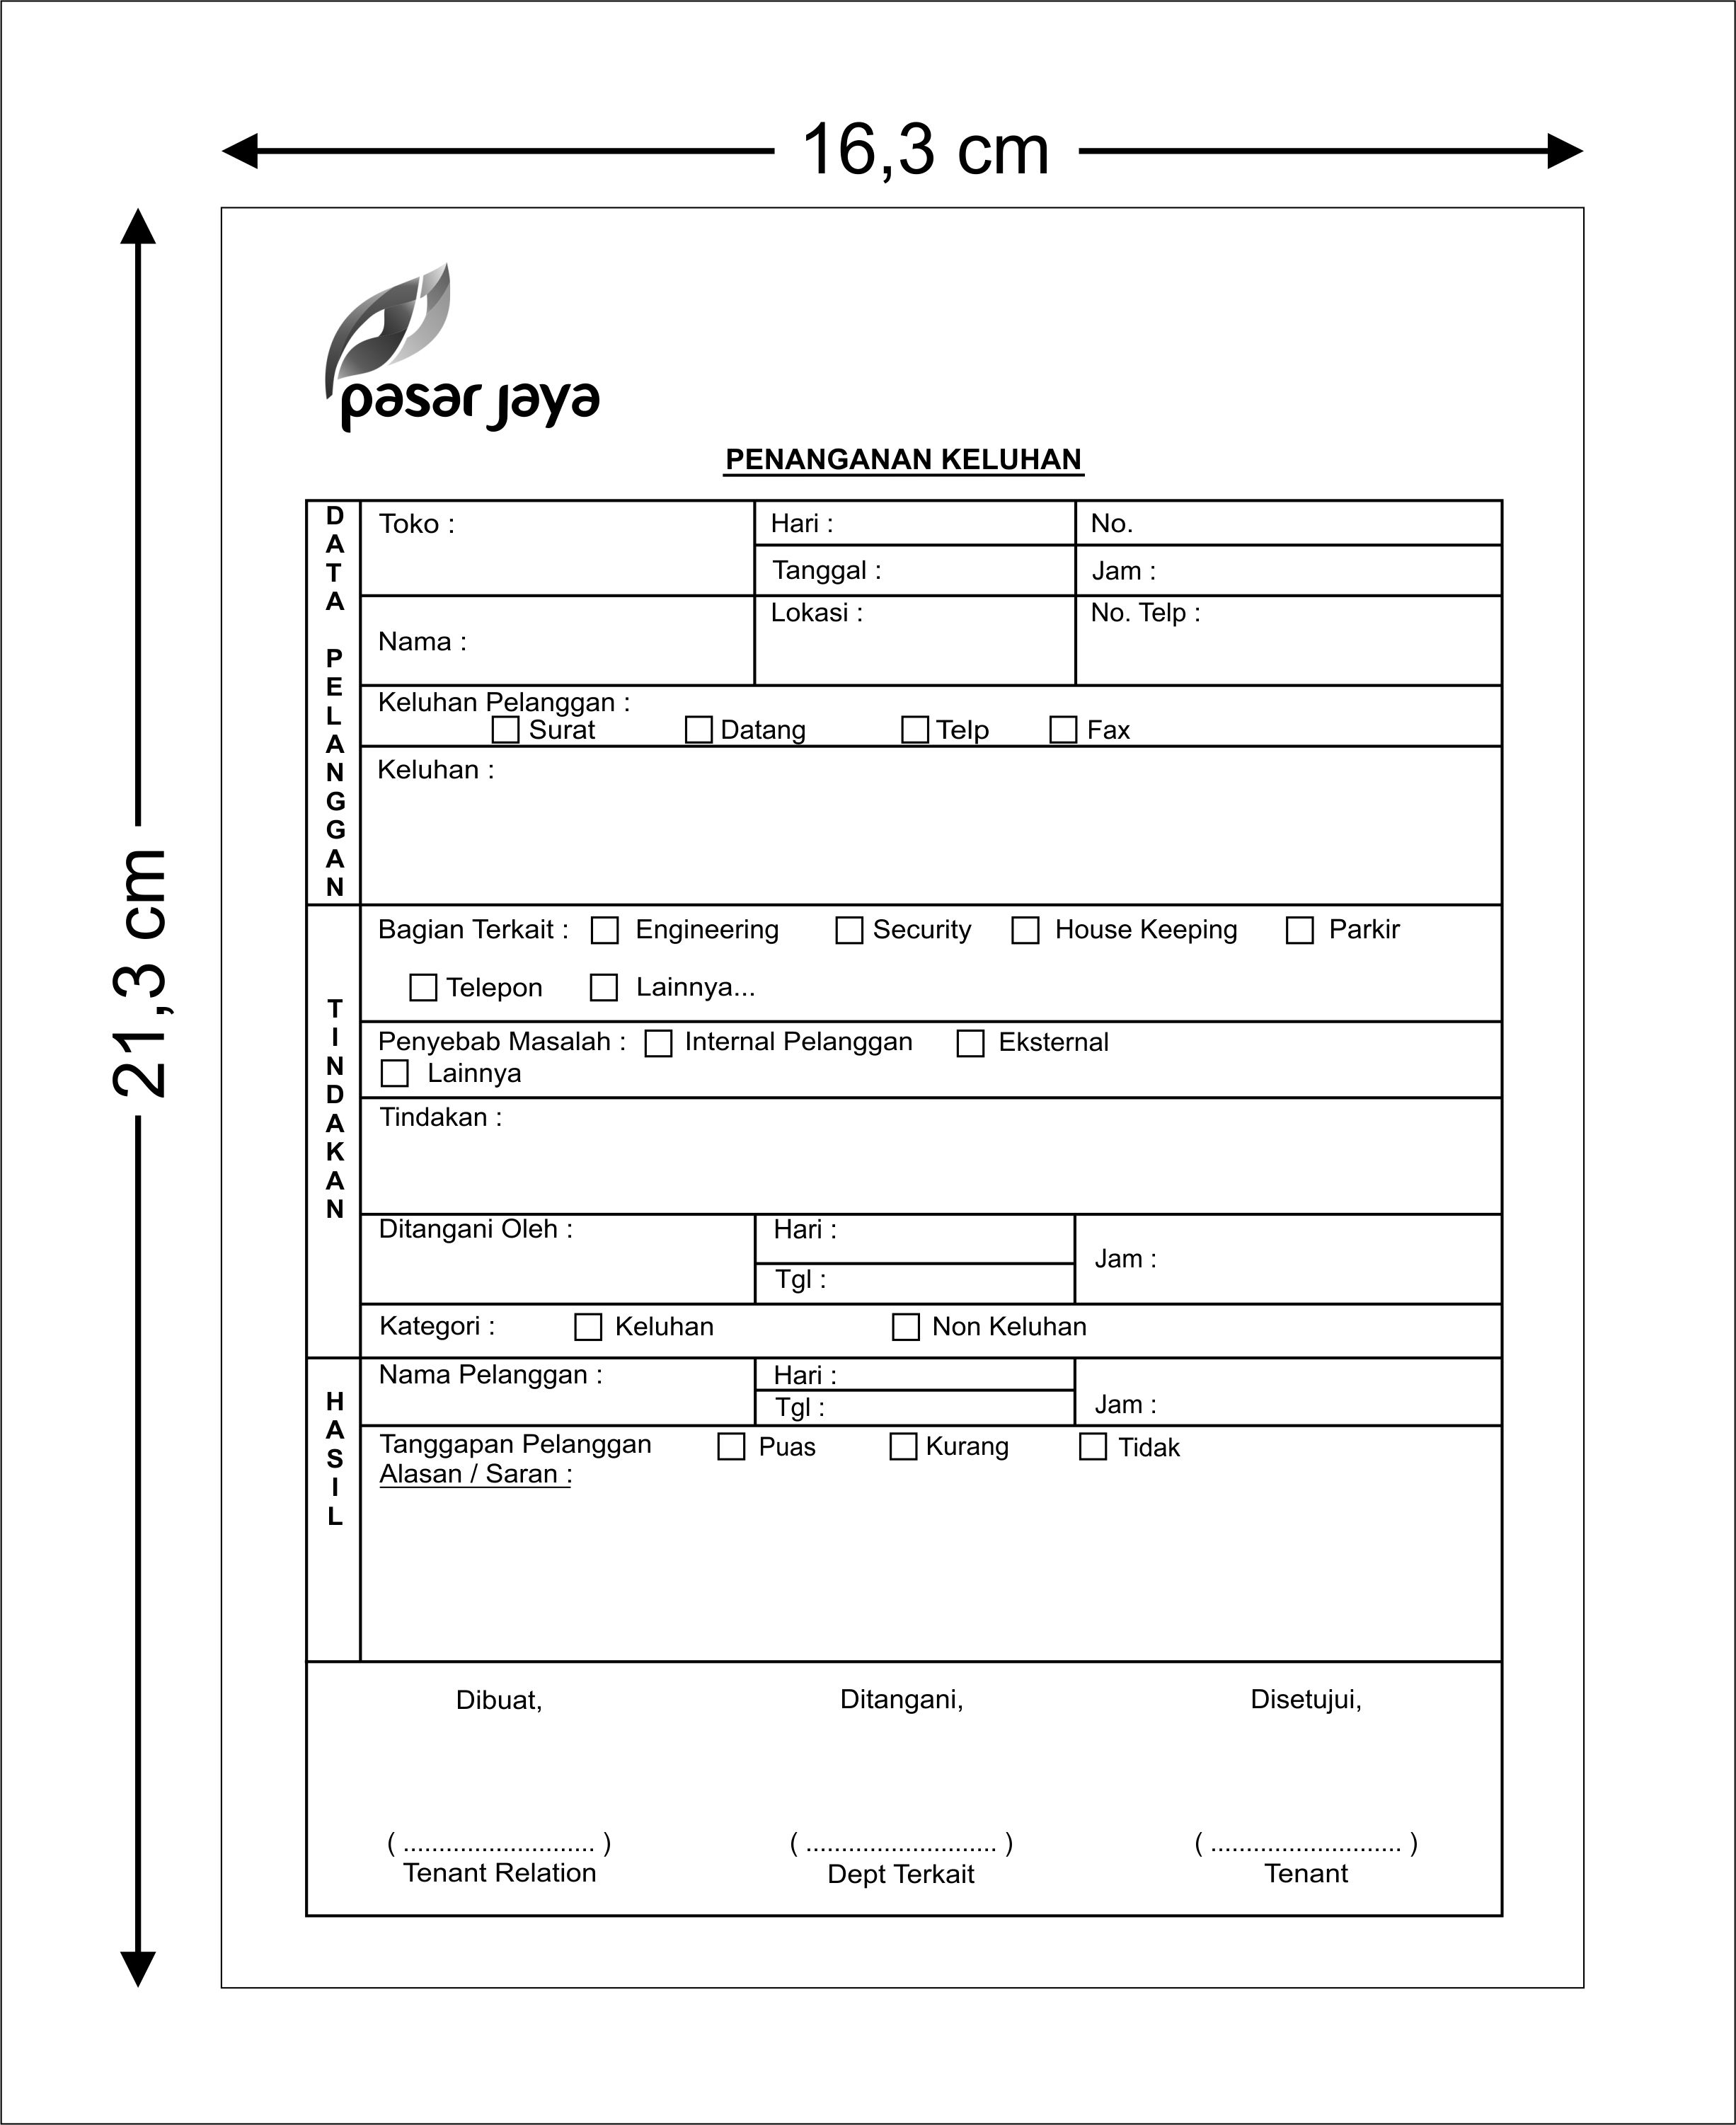 16,3 cm
21,3 cm
pasar jaya
PENANGANAN KELUHAN
DATA PELANGGAN
Toko :
Hari :
No.
Tanggal :
Jam :
Nama :
Lokasi :
No. Telp :
Keluhan Pelanggan :
Surat Datang Telp Fax
Keluhan :
TINDAKAN
Bagian Terkait : Engineering Security House Keeping Parkir
Telepon Lainnya...
Penyebab Masalah : Internal Pelanggan Eksternal
Lainnya
Tindakan :
Ditangani Oleh :
Hari :
Tgl :
Jam :
Kategori : Keluhan Non Keluhan
HASIL
Nama Pelanggan :
Hari :
Tgl :
Jam :
Tanggapan Pelanggan Puas Kurang Tidak
Alasan / Saran :
Dibuat, Ditangani, Disetujui,
( ........................... ) ( ........................... ) ( ........................... )
Tenant Relation Dept Terkait Tenant